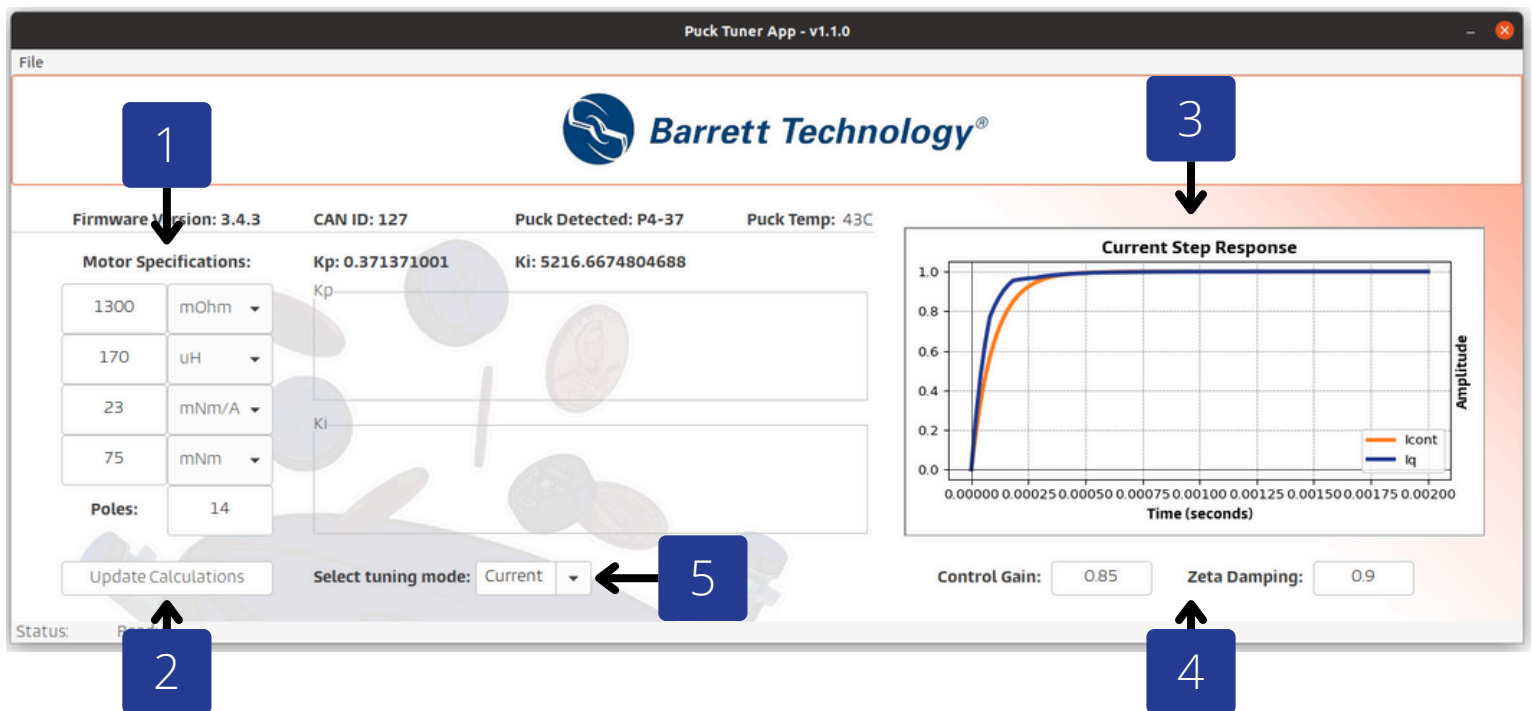 Puck Tuner App - v1.1.0
File
1
Barrett Technology®
3
Firmware Version: 3.4.3 CAN ID: 127 Puck Detected: P4-37 Puck Temp: 43C
Motor Specifications: Kp: 0.371371001 Ki: 5216.6674804688
1300 mOhm
170 uH
23 mNm/A
75 mNm
Poles: 14
Kp
Ki
Current Step Response
1.0
0.8
0.6
0.4
0.2
0.0
Amplitude
Icont
Iq
0.00000 0.00025 0.00050 0.00075 0.00100 0.00125 0.00150 0.00175 0.00200
Time (seconds)
Update Calculations Select tuning mode: Current 5
Control Gain: 0.85 Zeta Damping: 0.9
Status:
2
4